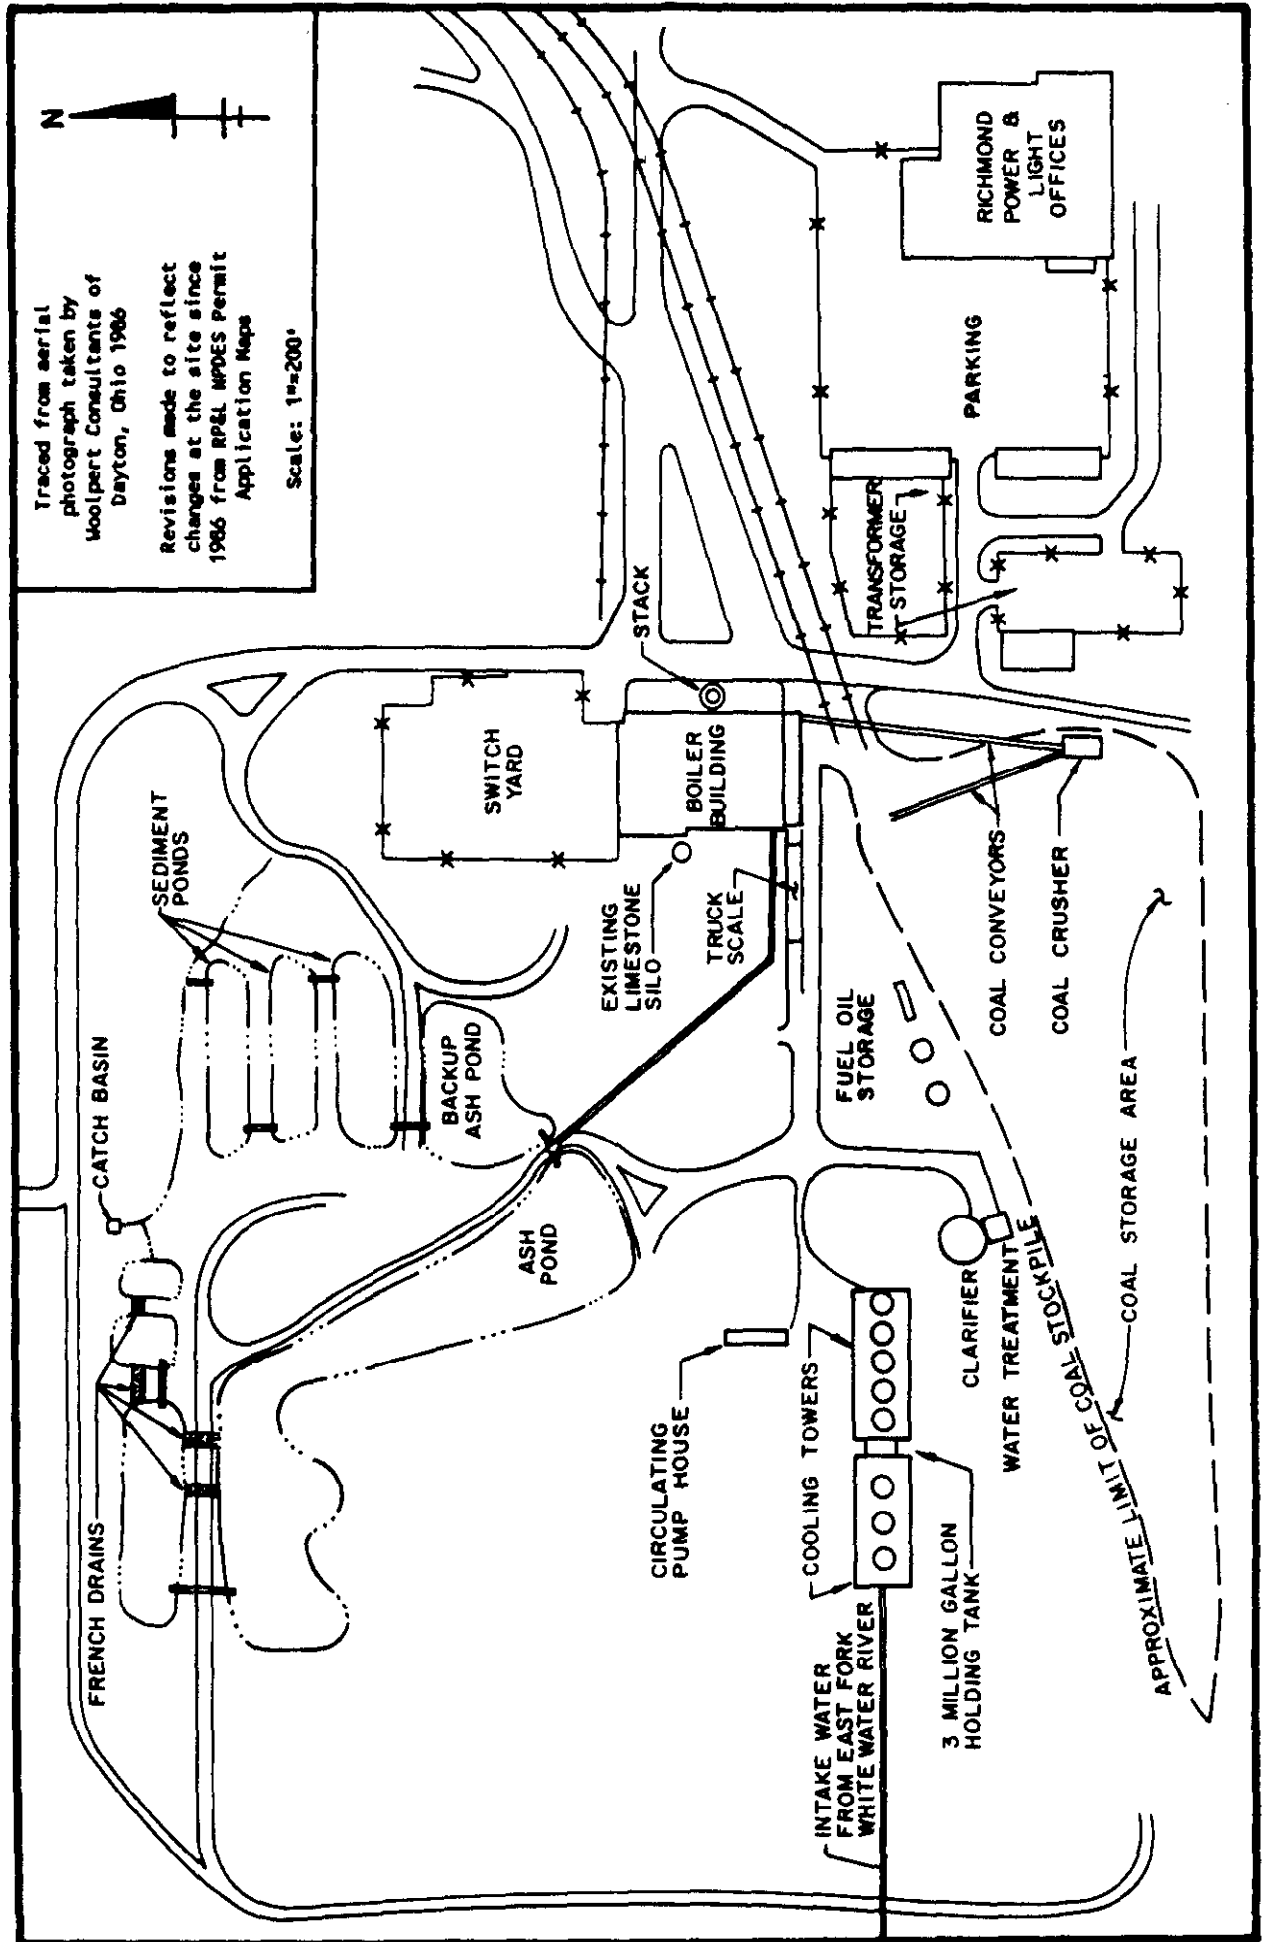 N
Traced from aerial
photograph taken by
Woolpert Consultants of
Dayton, Ohio 1986
Revisions made to reflect
changes at the site since
1986 from RP&L NPDES Permit
Application Maps
Scale: 1"=200'
FRENCH DRAINS
CATCH BASIN
SEDIMENT
PONDS
SWITCH
YARD
STACK
BACKUP
ASH POND
ASH
POND
EXISTING
LIMESTONE
SILO
BOILER
BUILDING
TRUCK
SCALE
CIRCULATING
PUMP HOUSE
COOLING TOWERS
FUEL OIL
STORAGE
TRANSFORMER
STORAGE
PARKING
RICHMOND
POWER &
LIGHT
OFFICES
INTAKE WATER
FROM EAST FORK
WHITE WATER RIVER
3 MILLION GALLON
HOLDING TANK
CLARIFIER
WATER TREATMENT
COAL CONVEYORS
COAL CRUSHER
APPROXIMATE LIMIT OF COAL STOCKPILE
COAL STORAGE AREA